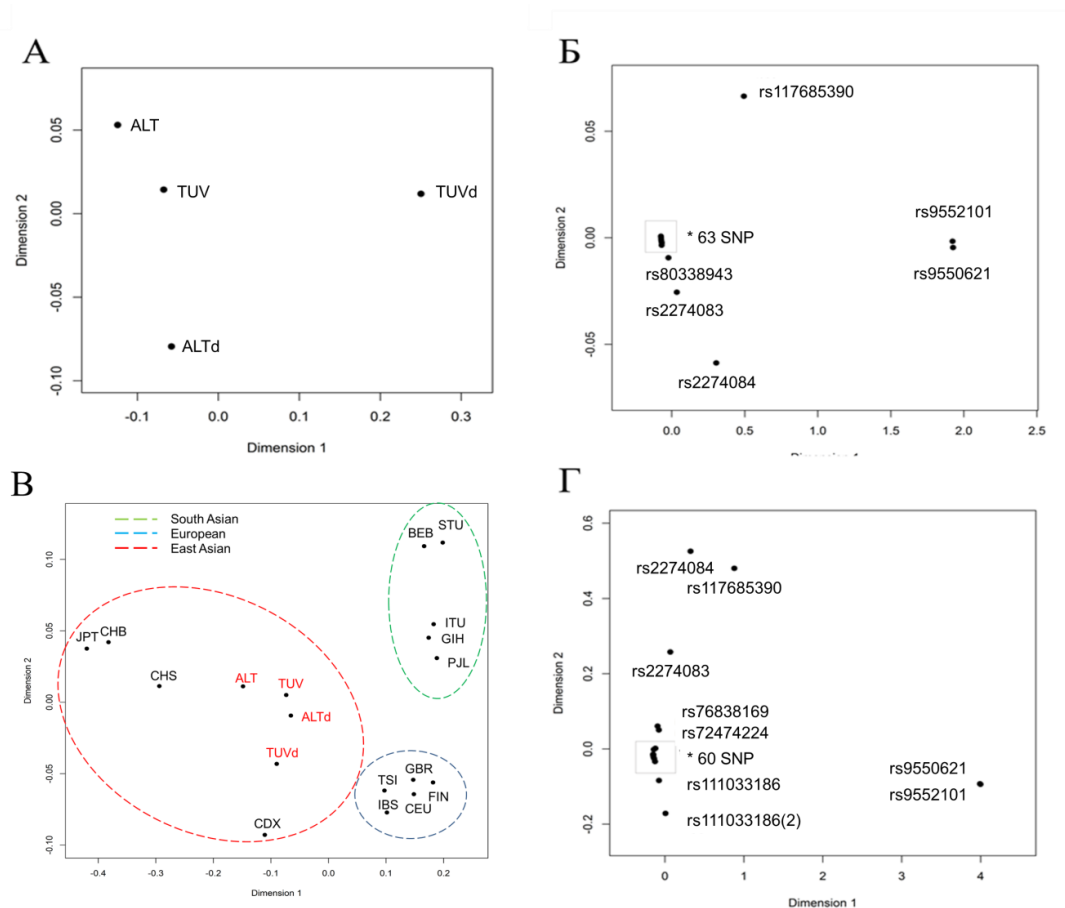 А
0.05
0.00
-0.05
-0.10
Dimension 2
ALT
TUV
TUVd
ALTd
-0.1
0.0
0.1
0.2
0.3
Dimension 1
Б
0.05
0.00
-0.05
Dimension 2
rs117685390
rs9552101
* 63 SNP
rs9550621
rs80338943
rs2274083
rs2274084
0.0
0.5
1.0
1.5
2.0
2.5
Dimension 1
В
0.10
0.05
0.00
-0.05
-0.10
Dimension 2
South Asian
European
East Asian
BEB
STU
ITU
GIH
PJL
JPT
CHB
CHS
ALT
TUV
ALTd
TUVd
CDX
GBR
TSI
FIN
IBS
CEU
-0.4
-0.3
-0.2
-0.1
0.0
0.1
0.2
Dimension 1
Г
0.6
0.4
0.2
0.0
-0.2
Dimension 2
rs2274084
rs117685390
rs2274083
rs76838169
rs72474224
* 60 SNP
rs111033186
rs111033186(2)
rs9550621
rs9552101
0
1
2
3
4
Dimension 1